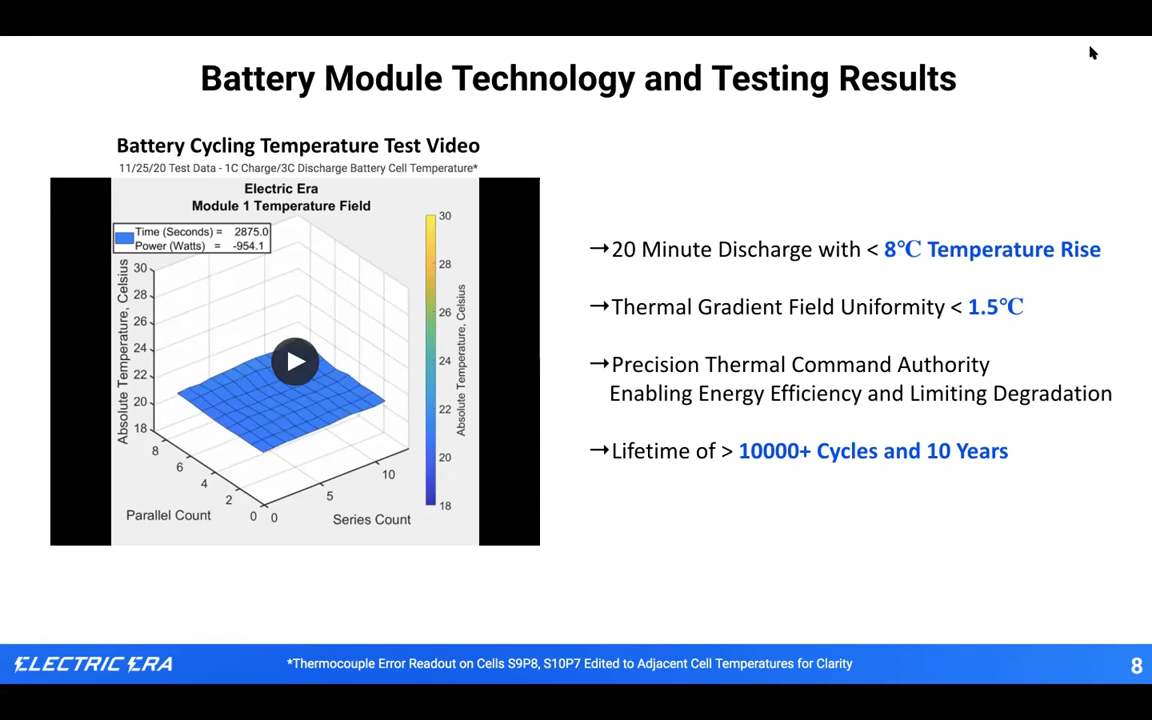 Battery Module Technology and Testing Results
Battery Cycling Temperature Test Video
11/25/20 Test Data - 1C Charge/3C Discharge Battery Cell Temperature*
Electric Era
Module 1 Temperature Field
Time (Seconds) = 2875.0
Power (Watts) = -954.1
Absolute Temperature, Celsius
30
28
26
24
22
20
18
8
6
4
2
0
Parallel Count
0
5
10
Series Count
30
28
26
24
22
20
18
Absolute Temperature, Celsius
→20 Minute Discharge with < 8℃ Temperature Rise
→Thermal Gradient Field Uniformity < 1.5℃
→Precision Thermal Command Authority
Enabling Energy Efficiency and Limiting Degradation
→Lifetime of > 10000+ Cycles and 10 Years
ELECTRIC ERA
*Thermocouple Error Readout on Cells S9P8, S10P7 Edited to Adjacent Cell Temperatures for Clarity
8